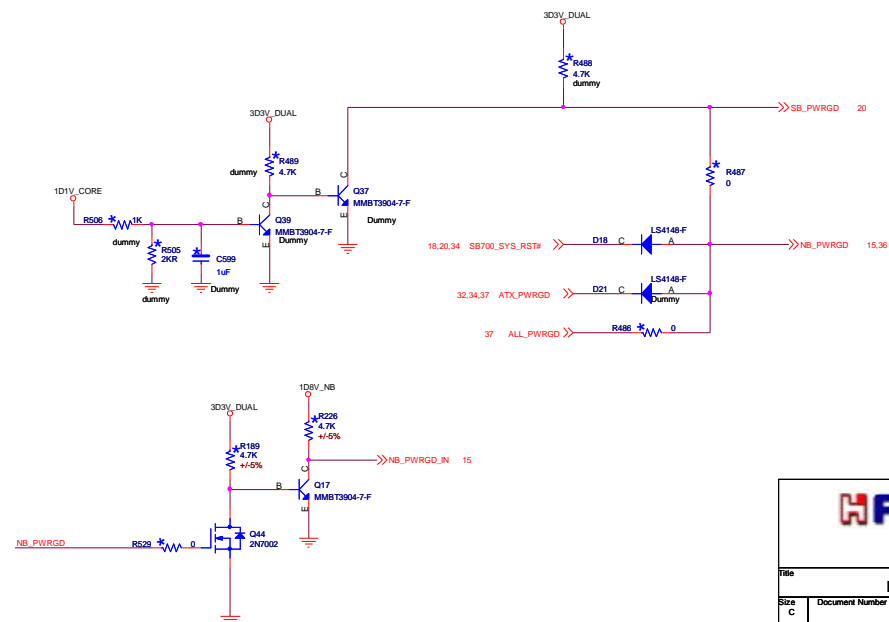 3D3V_DUAL
* R488
4.7K
dummy
SB_PWRGD 20
3D3V_DUAL
* R489
dummy 4.7K
C
B Q37
MMBT3904-7-F
E
Dummy
* R487
0
1D1V_CORE
R506 * 1K
dummy
* R505
2KR
dummy
* C599
1uF
Dummy
C
B Q39
MMBT3904-7-F
E Dummy
LS4148-F
18,20,34 SB700_SYS_RST# D18 C A NB_PWRGD 15,36
LS4148-F
32,34,37 ATX_PWRGD D21 C A
Dummy
37 ALL_PWRGD R486 * 0
1D8V_NB
* R226
4.7K
+/-5%
3D3V_DUAL
* R189
4.7K
+/-5%
NB_PWRGD_IN 15
C
B Q17
MMBT3904-7-F
E
Q44
2N7002
NB_PWRGD R529 * 0
HF
Title
Size
C
Document Number